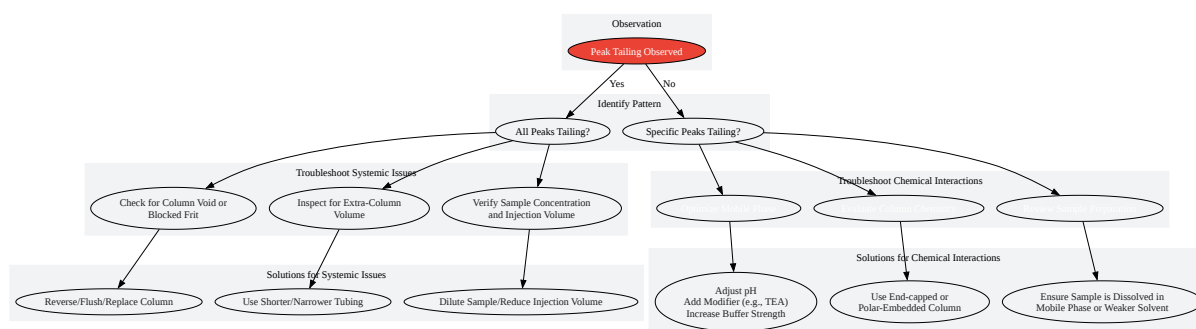 Observation
Peak Tailing Observed
Yes
No
Identify Pattern
All Peaks Tailing?
Specific Peaks Tailing?
Troubleshoot Systemic Issues
Troubleshoot Chemical Interactions
Check for Column Void or
Blocked Frit
Inspect for Extra-Column
Volume
Verify Sample Concentration
and Injection Volume
Solutions for Systemic Issues
Solutions for Chemical Interactions
Reverse/Flush/Replace Column
Use Shorter/Narrower Tubing
Dilute Sample/Reduce Injection Volume
Adjust pH
Add Modifier (e.g., TEA)
Increase Buffer Strength
Use End-capped or
Polar-Embedded Column
Ensure Sample is Dissolved in
Mobile Phase or Weaker Solvent